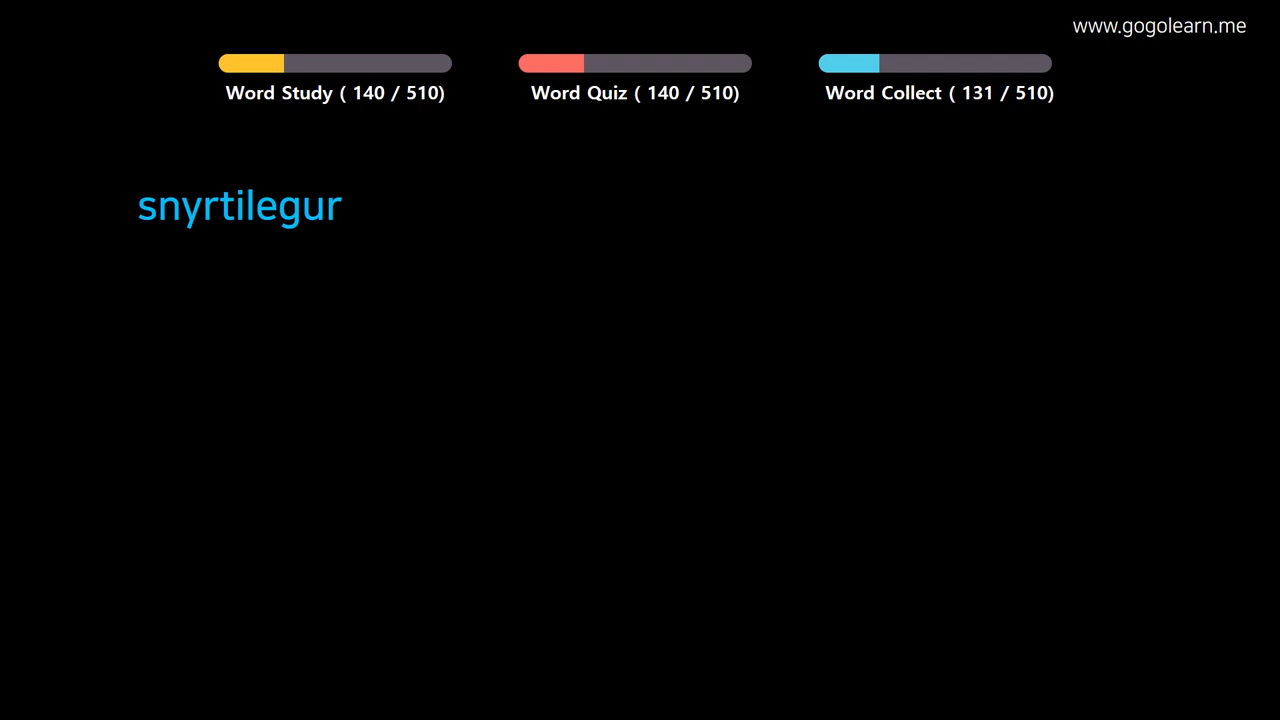 www.gogolearn.me
Word Study ( 140 / 510)
Word Quiz ( 140 / 510)
Word Collect ( 131 / 510)
snyrtilegur